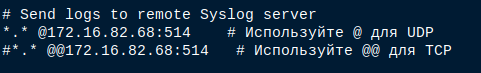 # Send logs to remote Syslog server
*.* @172.16.82.68:514    # Используйте @ для UDP
#*.* @@172.16.82.68:514   # Используйте @@ для TCP